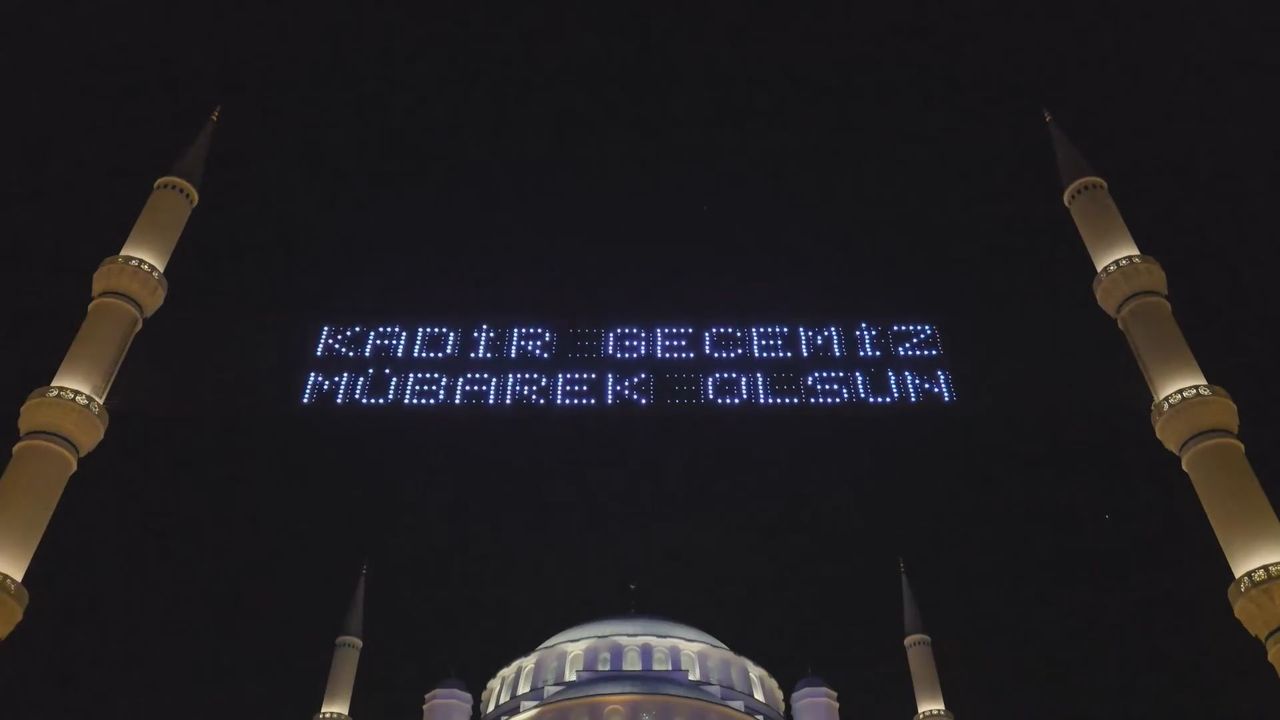 KADİR GECEMİZ
MÜBAREK OLSUN